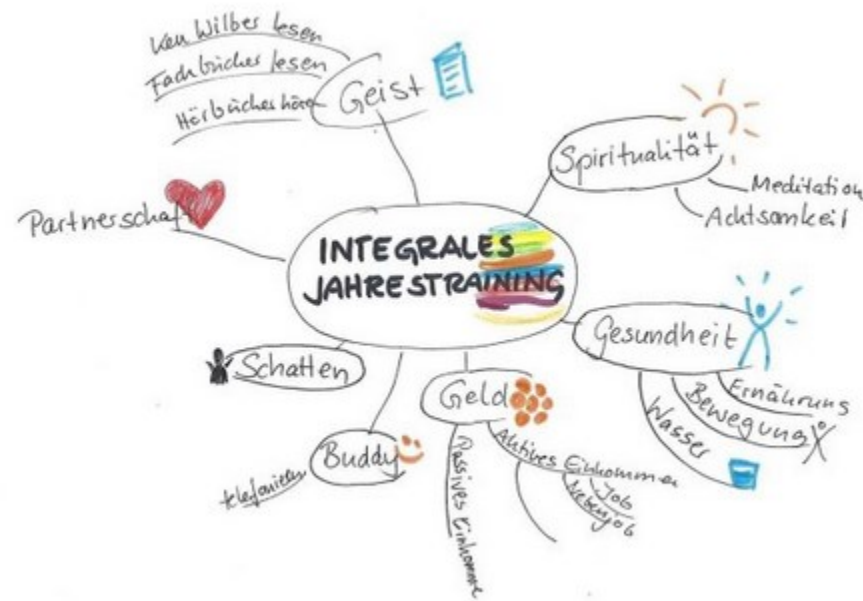 Ken Wilber lesen
Fachbücher lesen
Hörbücher hören
Geist
Spiritualität
Meditation
Achtsamkeit
Partnerschaft
INTEGRALES
JAHRESTRAINING
Gesundheit
Ernährung
Bewegung
Wasser
Schatten
Geld
Aktives Einkommen
Job
Nebenjob
Passives Einkomme
Buddy
telefonieren